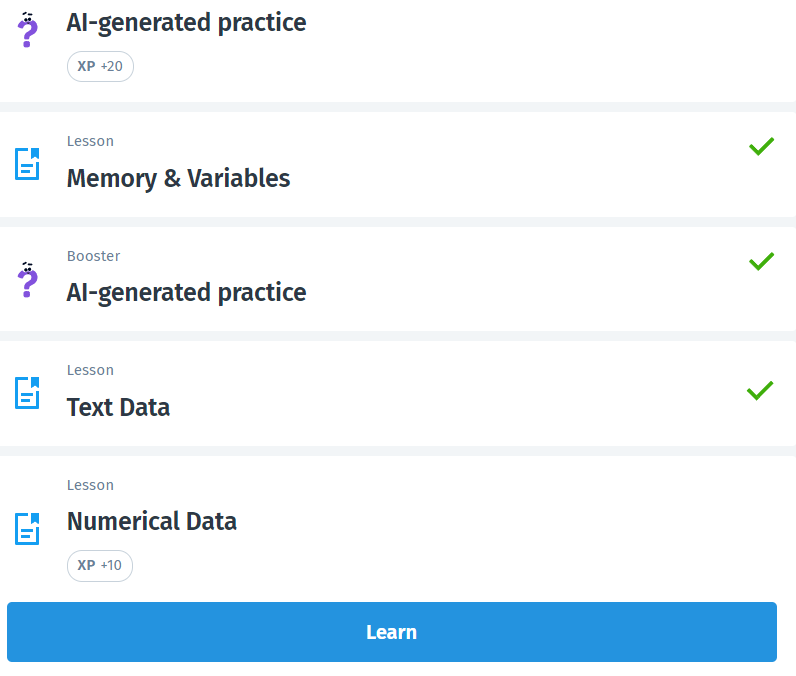 AI-generated practice
XP +20
Lesson
Memory & Variables
Booster
AI-generated practice
Lesson
Text Data
Lesson
Numerical Data
XP +10
Learn